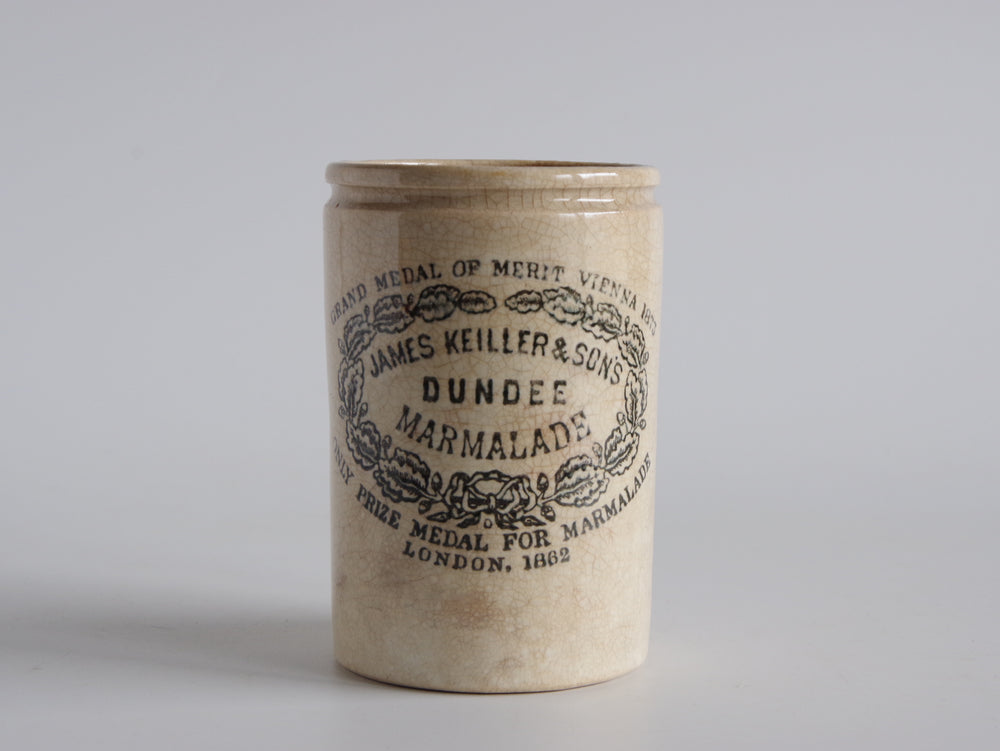 GRAND MEDAL OF MERIT VIENNA 1873
JAMES KEILLER & SON'S
DUNDEE
MARMALADE
ONLY PRIZE MEDAL FOR MARMALADE
LONDON, 1862